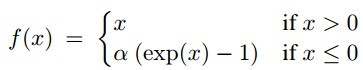 f(x) = { x if x > 0
α (exp(x) − 1) if x ≤ 0